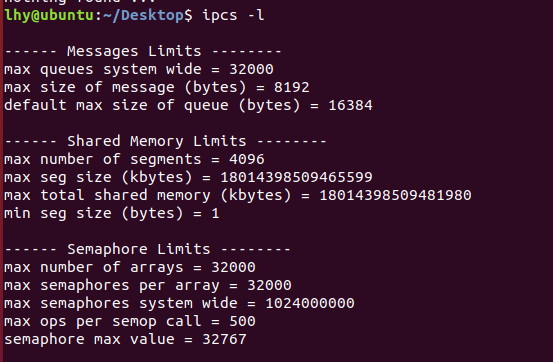 nothing found ...
lhy@ubuntu:~/Desktop$ ipcs -l

------ Messages Limits --------
max queues system wide = 32000
max size of message (bytes) = 8192
default max size of queue (bytes) = 16384

------ Shared Memory Limits --------
max number of segments = 4096
max seg size (kbytes) = 18014398509465599
max total shared memory (kbytes) = 18014398509481980
min seg size (bytes) = 1

------ Semaphore Limits --------
max number of arrays = 32000
max semaphores per array = 32000
max semaphores system wide = 1024000000
max ops per semop call = 500
semaphore max value = 32767